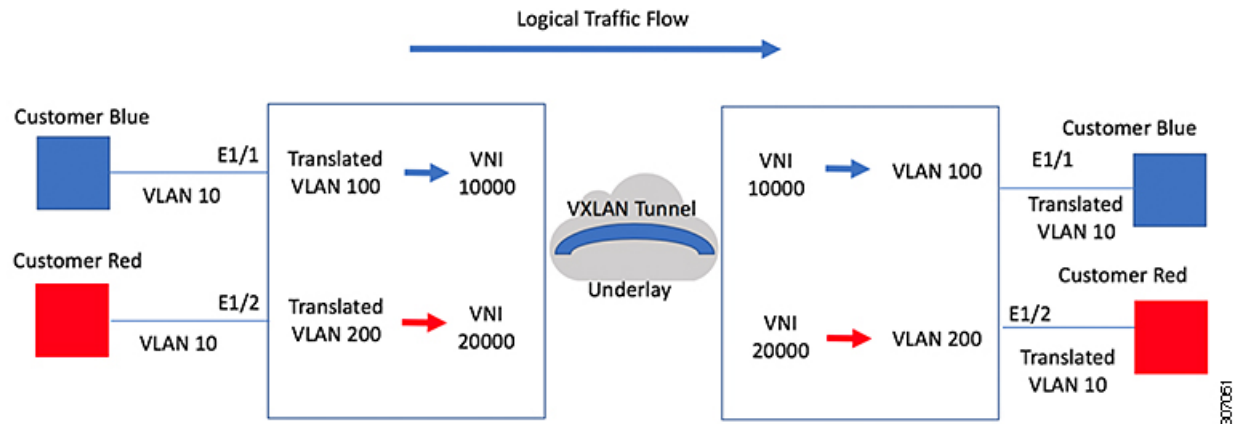 Logical Traffic Flow
Customer Blue
E1/1
VLAN 10
Translated
VLAN 100
VNI
10000
Customer Red
E1/2
VLAN 10
Translated
VLAN 200
VNI
20000
VXLAN Tunnel
Underlay
VNI
10000
VLAN 100
Customer Blue
E1/1
Translated
VLAN 10
VNI
20000
VLAN 200
Customer Red
E1/2
Translated
VLAN 10
307061